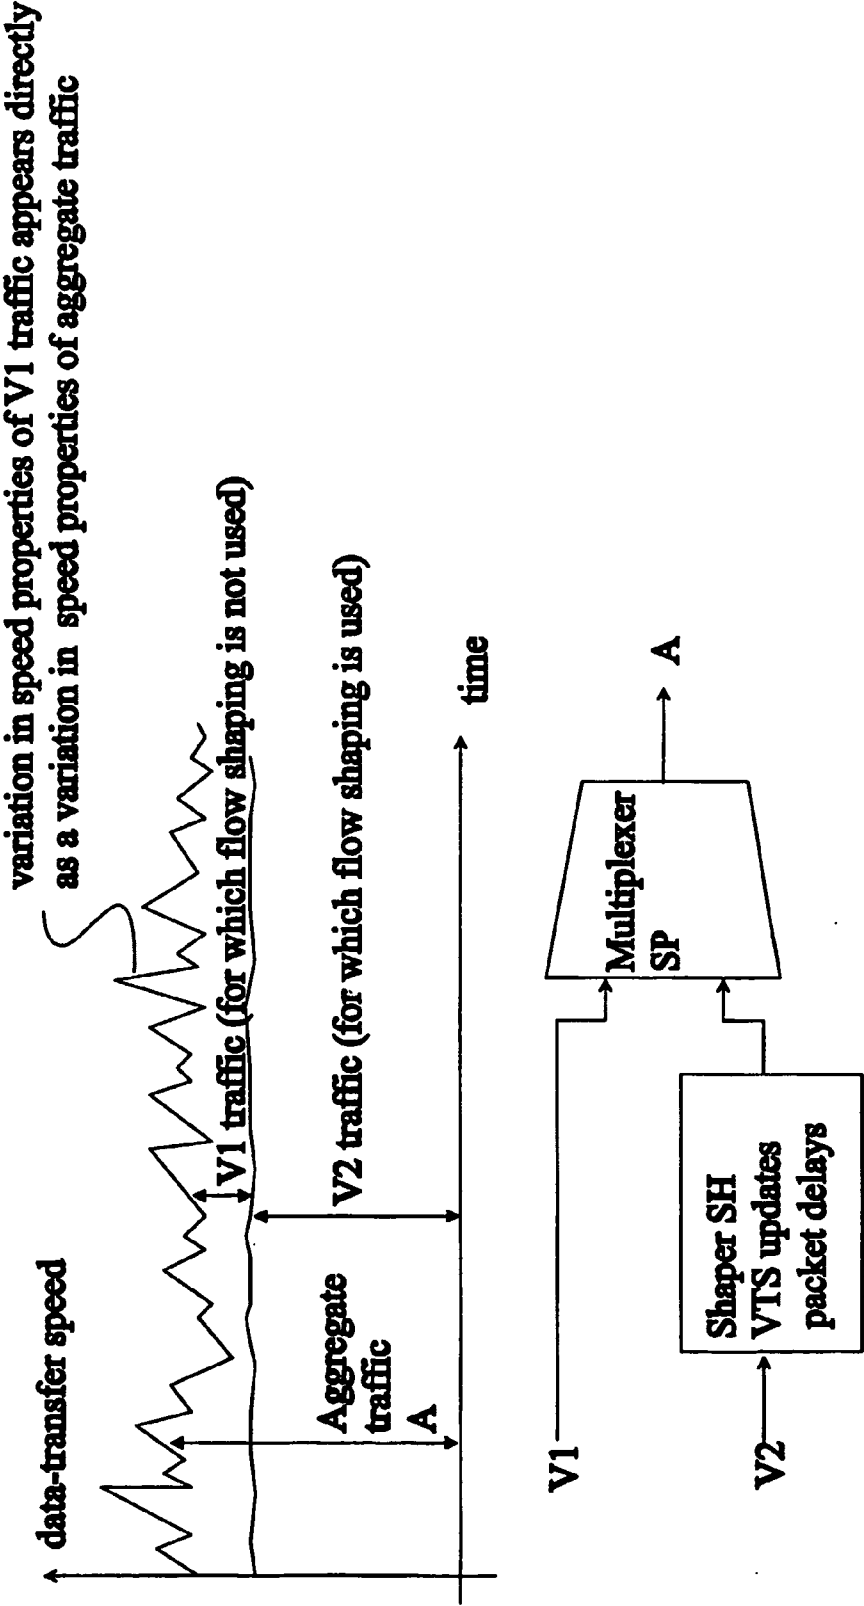 variation in speed properties of V1 traffic appears directly
as a variation in speed properties of aggregate traffic
data-transfer speed
V1 traffic (for which flow shaping is not used)
V2 traffic (for which flow shaping is used)
Aggregate
traffic
A
time
V1
V2
Shaper SH
VTS updates
packet delays
Multiplexer
SP
A